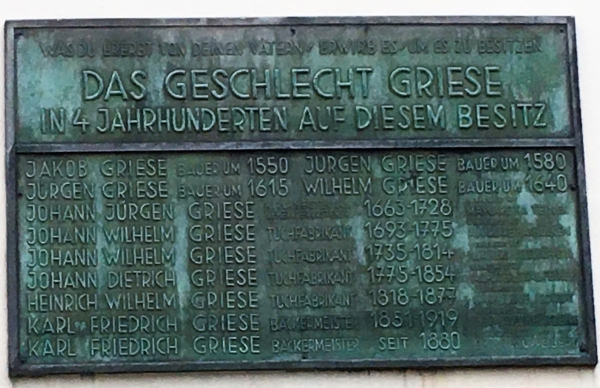 WAS DU ERERBT VON DEINEN VÄTERN / ERWIRB ES / UM ES ZU BESITZEN
DAS GESCHLECHT GRIESE
IN 4 JAHRHUNDERTEN AUF DIESEM BESITZ
JAKOB GRIESE BAUER UM 1550 JÜRGEN GRIESE BAUER UM 1580
JÜRGEN GRIESE BAUER UM 1615 WILHELM GRIESE BAUER UM 1640
JOHANN JÜRGEN GRIESE 1663-1728
JOHANN WILHELM GRIESE TUCHFABRIKANT 1693-1775
JOHANN WILHELM GRIESE TUCHFABRIKANT 1735-1814
JOHANN DIETRICH GRIESE TUCHFABRIKANT 1775-1854
HEINRICH WILHELM GRIESE TUCHFABRIKANT 1818-1877
KARL FRIEDRICH GRIESE BÄCKERMEISTER 1851-1919
KARL FRIEDRICH GRIESE BÄCKERMEISTER SEIT 1880